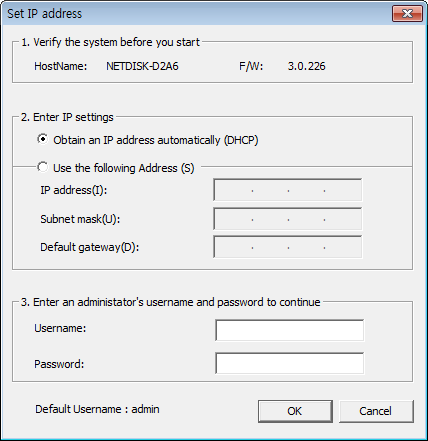 Set IP address
1. Verify the system before you start
HostName: NETDISK-D2A6 F/W: 3.0.226
2. Enter IP settings
Obtain an IP address automatically (DHCP)
Use the following Address (S)
IP address(I):
Subnet mask(U):
Default gateway(D):
3. Enter an administator's username and password to continue
Username:
Password:
Default Username : admin
OK Cancel